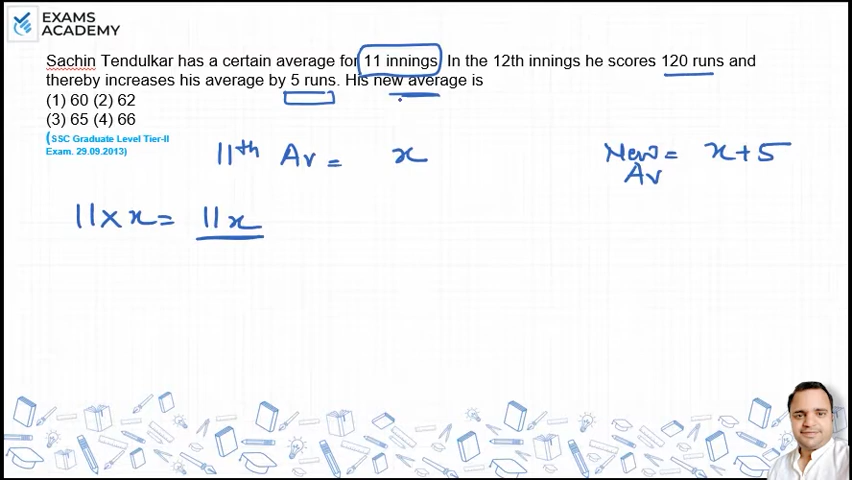 EXAMS
ACADEMY
Sachin Tendulkar has a certain average for 11 innings. In the 12th innings he scores 120 runs and
thereby increases his average by 5 runs. His new average is
(1) 60 (2) 62
(3) 65 (4) 66
(SSC Graduate Level Tier-II
Exam. 29.09.2013)
11th Av = x
New Av = x+5
11×x = 11x